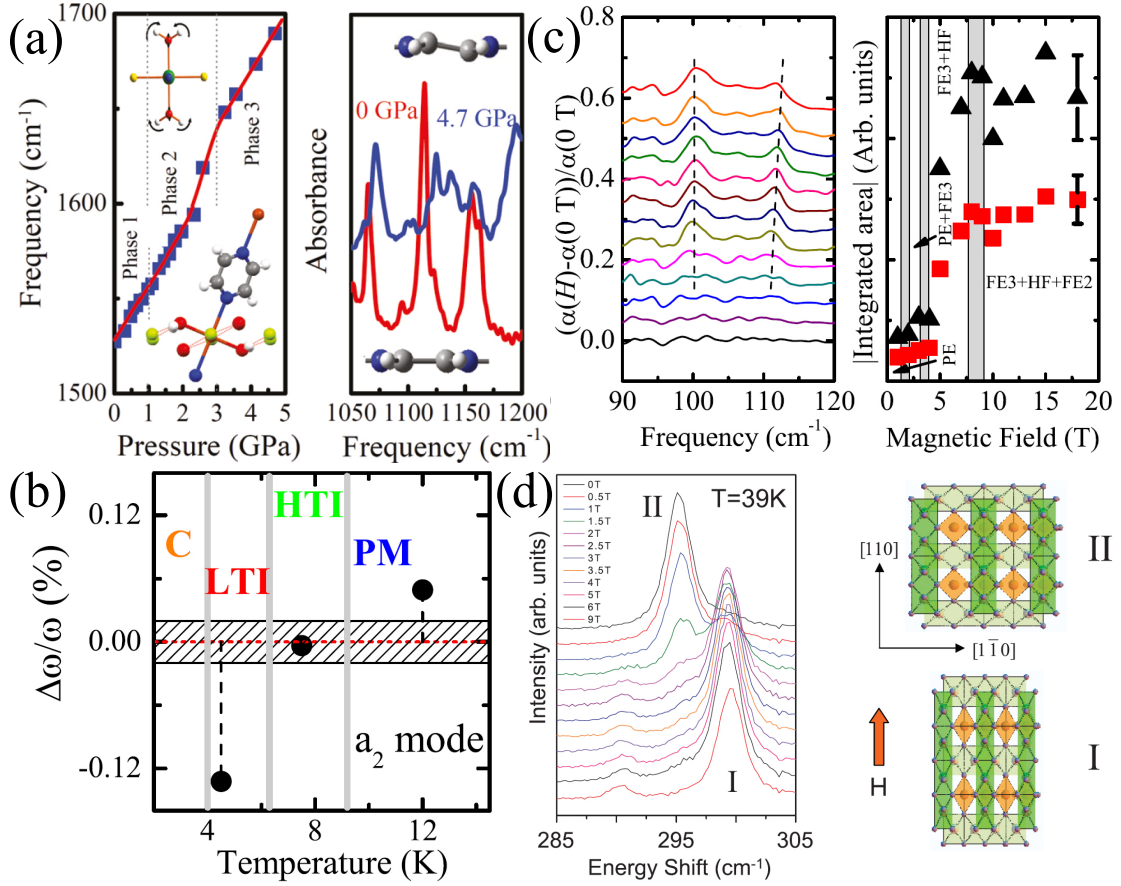 (a)
1700
1600
1500
Frequency (cm⁻¹)
Phase 1
Phase 2
Phase 3
0 1 2 3 4 5
Pressure (GPa)
Absorbance
0 GPa
4.7 GPa
1050 1100 1150 1200
Frequency (cm⁻¹)
(c)
(α(H)-α(0 T))/α(0 T)
0.8
0.6
0.4
0.2
0.0
90 100 110 120
Frequency (cm⁻¹)
|Integrated area| (Arb. units)
FE3+HF
PE+FE3
FE3+HF+FE2
PE
0 5 10 15 20
Magnetic Field (T)
(b)
Δω/ω (%)
0.12
0.00
-0.12
C
LTI
HTI
PM
a₂ mode
4 8 12
Temperature (K)
(d)
Intensity (arb. units)
0T
0.5T
1T
1.5T
2T
2.5T
3T
3.5T
4T
5T
6T
9T
II
T=39K
I
285 295 305
Energy Shift (cm⁻¹)
[110]
[11̄0]
II
H
I